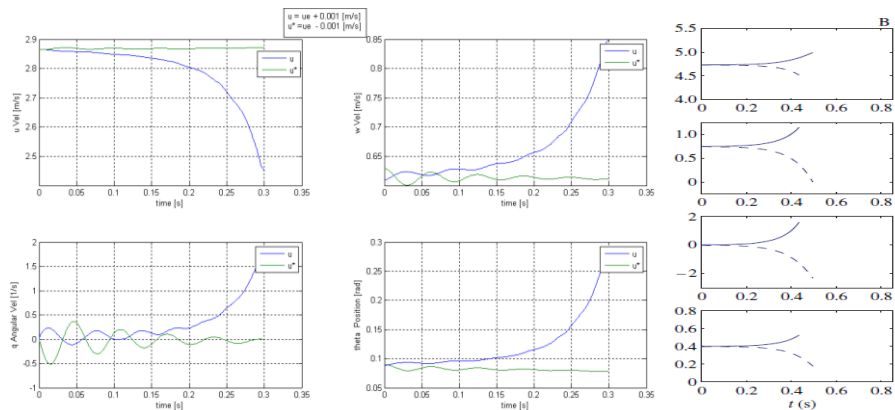 u = ue + 0.001 [m/s]
u* =ue - 0.001 [m/s]
2.9
2.8
2.7
2.6
2.5
u Vel [m/s]
0
0.05
0.1
0.15
0.2
0.25
0.3
0.35
time [s]
u
u*
0.85
0.8
0.75
0.7
0.65
w Vel [m/s]
0
0.05
0.1
0.15
0.2
0.25
0.3
0.35
time [s]
u
u*
2
1.5
1
0.5
0
-0.5
-1
q Angular Vel [1/s]
0
0.05
0.1
0.15
0.2
0.25
0.3
0.35
time [s]
u
u*
0.3
0.25
0.2
0.15
0.1
0.05
theta Position [rad]
0
0.05
0.1
0.15
0.2
0.25
0.3
0.35
time [s]
u
u*
B
5.5
5.0
4.5
4.0
0 0.2 0.4 0.6 0.8
1.0
0.5
0
0 0.2 0.4 0.6 0.8
2
0
−2
0 0.2 0.4 0.6 0.8
0.8
0.6
0.4
0.2
0
0 0.2 0.4 0.6 0.8
t (s)